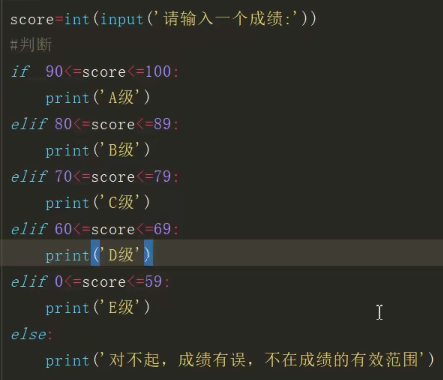 score=int(input('请输入一个成绩:'))
#判断
if  90<=score<=100:
    print('A级')
elif 80<=score<=89:
    print('B级')
elif 70<=score<=79:
    print('C级')
elif 60<=score<=69:
    print('D级')
elif 0<=score<=59:
    print('E级')
else:
    print('对不起，成绩有误，不在成绩的有效范围')